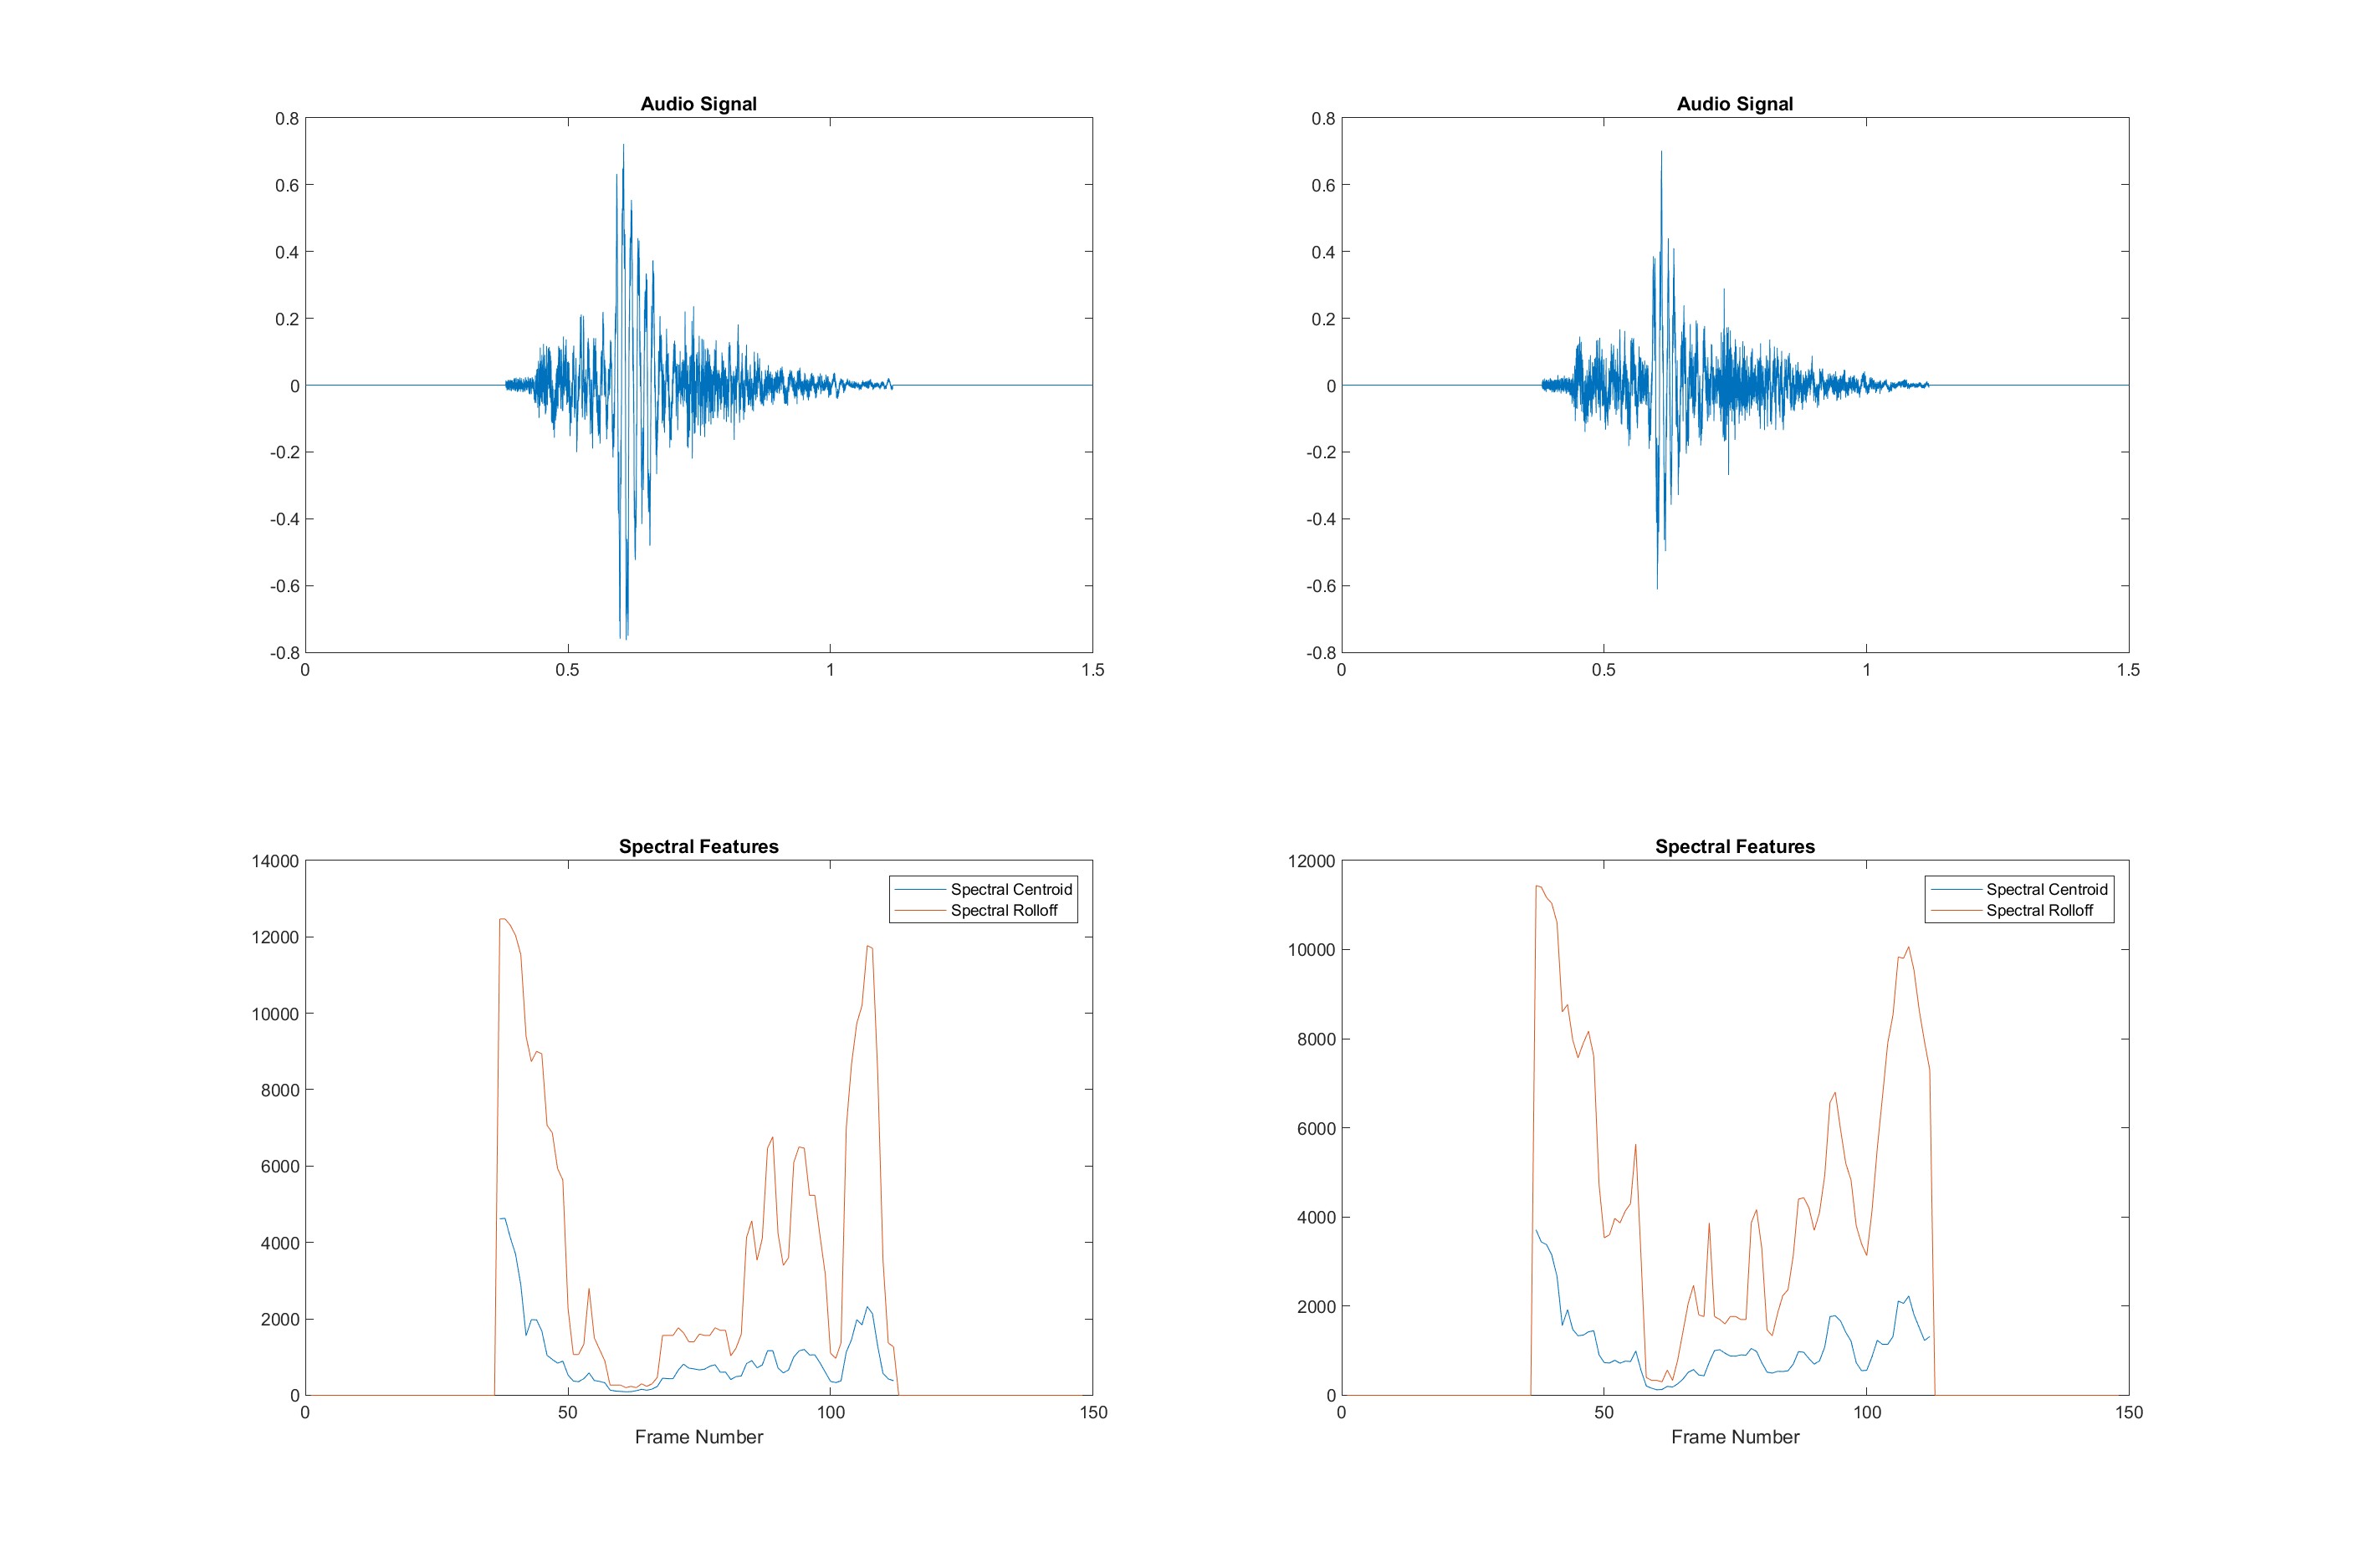 Audio Signal
0.8
0.6
0.4
0.2
0
-0.2
-0.4
-0.6
-0.8
0 0.5 1 1.5
Audio Signal
0.8
0.6
0.4
0.2
0
-0.2
-0.4
-0.6
-0.8
0 0.5 1 1.5
Spectral Features
14000
12000
10000
8000
6000
4000
2000
0
Spectral Centroid
Spectral Rolloff
0 50 100 150
Frame Number
Spectral Features
12000
10000
8000
6000
4000
2000
0
Spectral Centroid
Spectral Rolloff
0 50 100 150
Frame Number